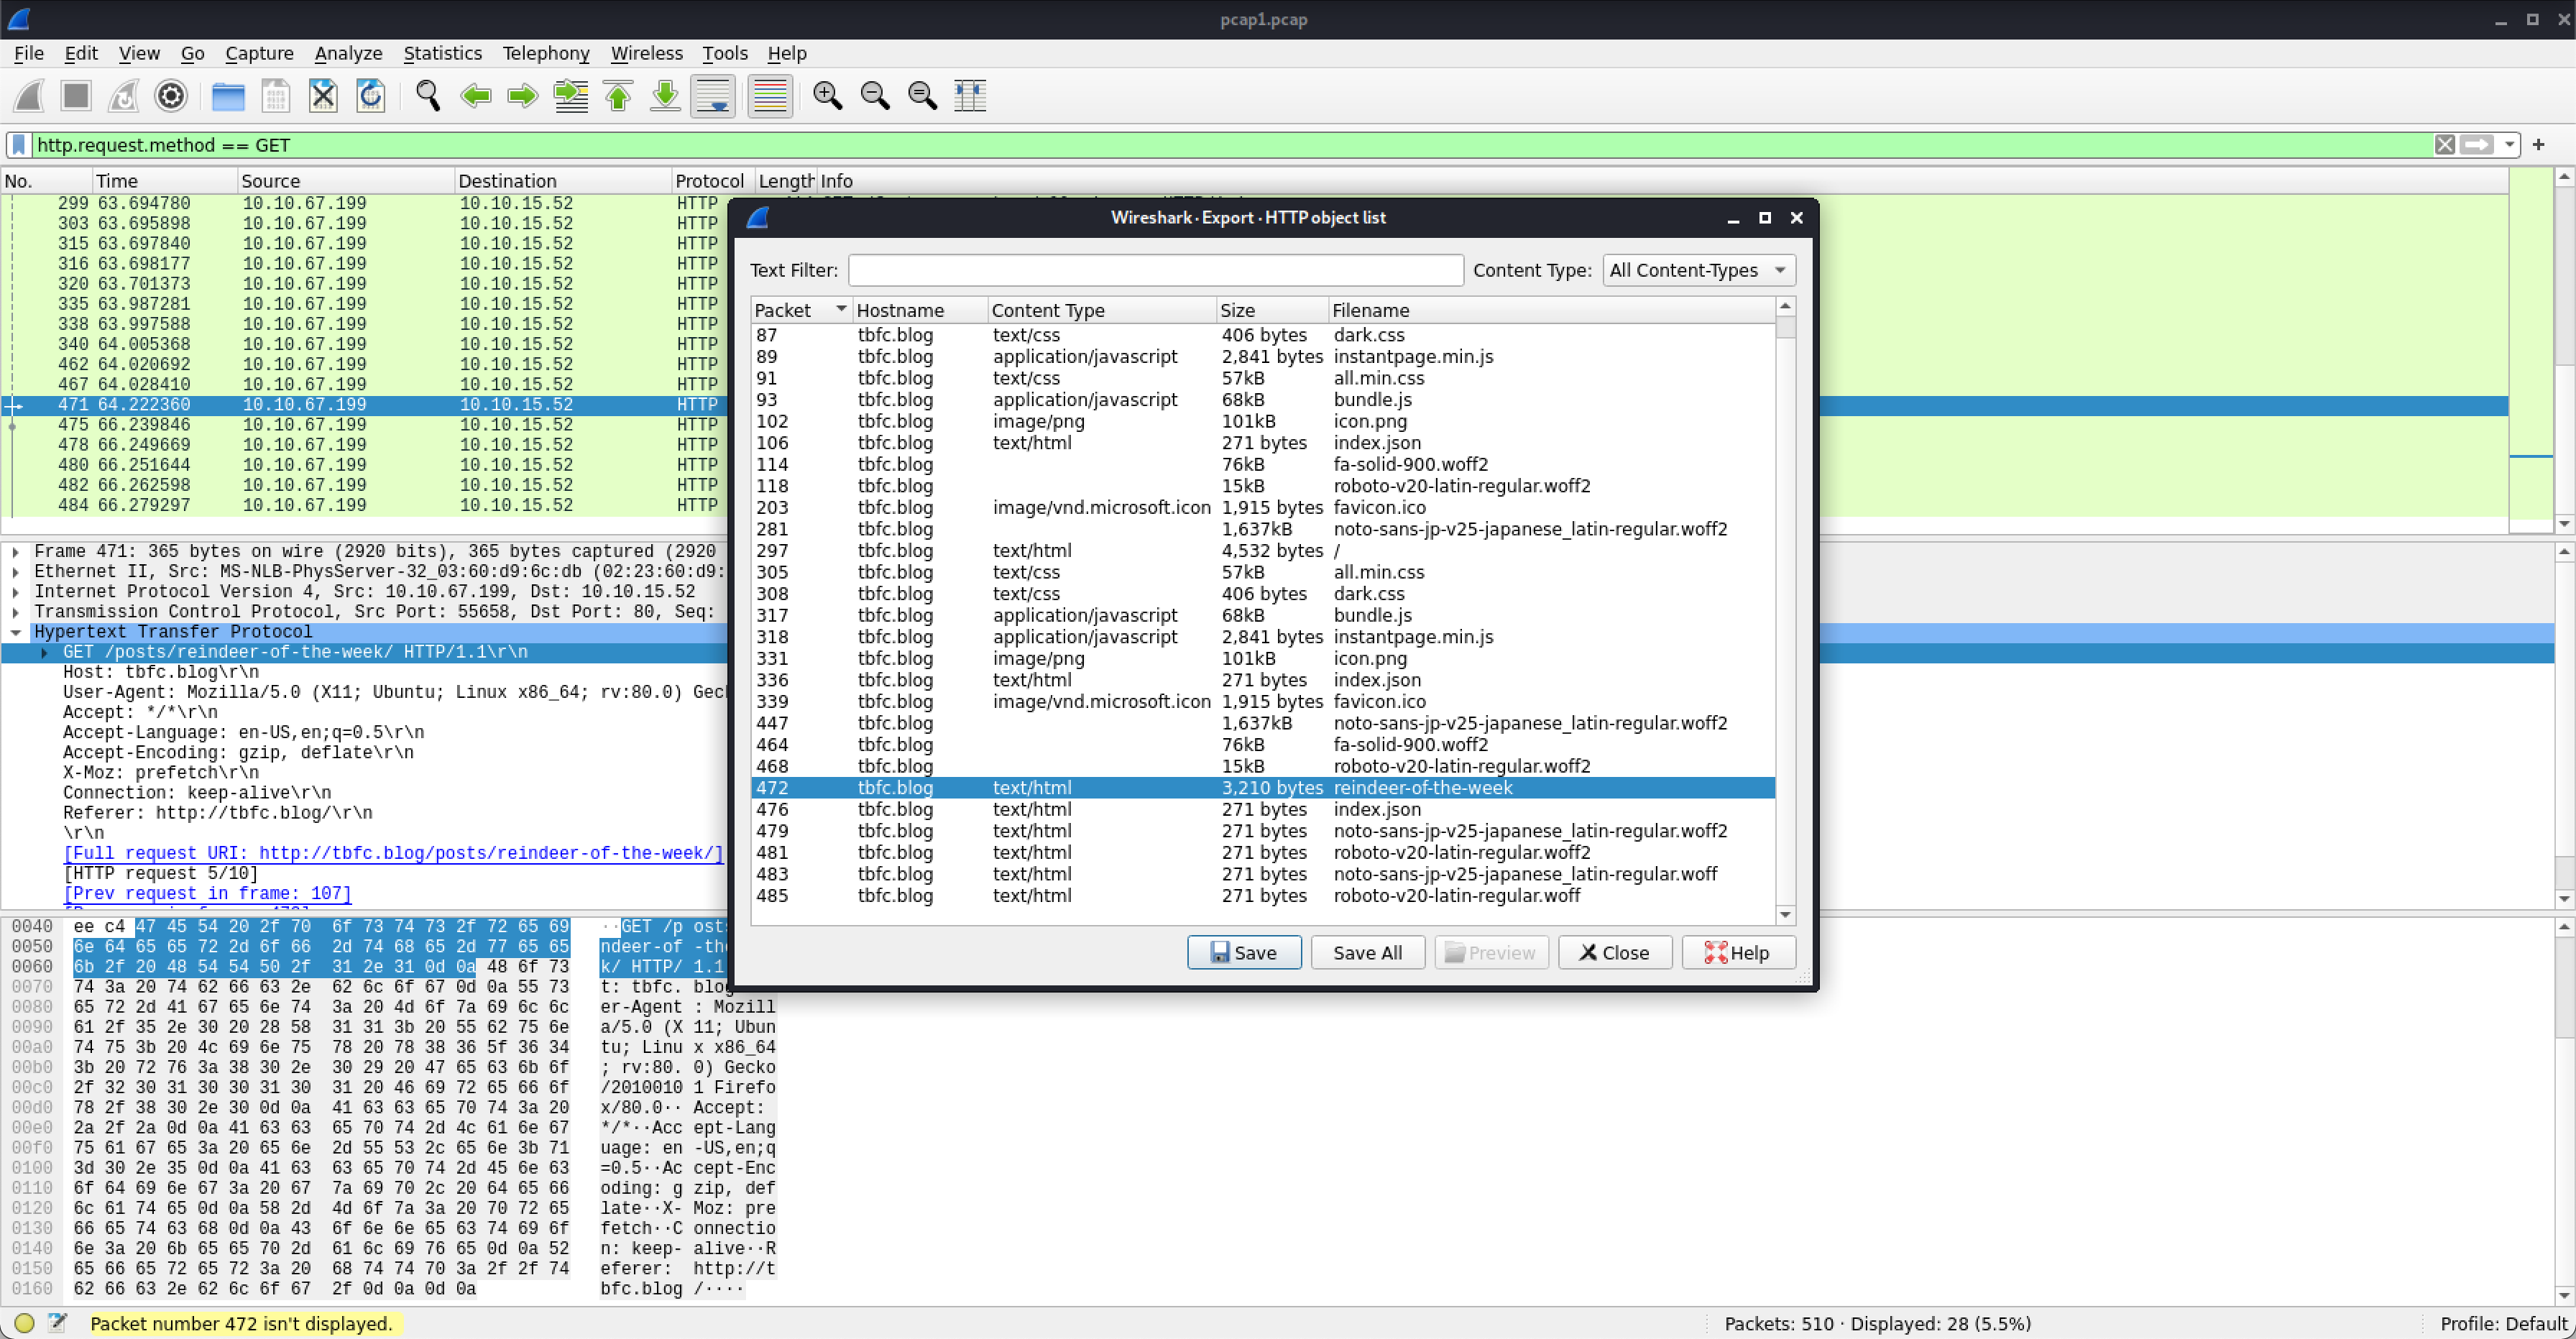 pcap1.pcap
File Edit View Go Capture Analyze Statistics Telephony Wireless Tools Help
http.request.method == GET
No. Time Source Destination Protocol Length Info
299 63.694780 10.10.67.199 10.10.15.52 HTTP
303 63.695898 10.10.67.199 10.10.15.52 HTTP
315 63.697840 10.10.67.199 10.10.15.52 HTTP
316 63.698177 10.10.67.199 10.10.15.52 HTTP
320 63.701373 10.10.67.199 10.10.15.52 HTTP
335 63.987281 10.10.67.199 10.10.15.52 HTTP
338 63.997588 10.10.67.199 10.10.15.52 HTTP
340 64.005368 10.10.67.199 10.10.15.52 HTTP
462 64.020692 10.10.67.199 10.10.15.52 HTTP
467 64.028410 10.10.67.199 10.10.15.52 HTTP
471 64.222360 10.10.67.199 10.10.15.52 HTTP
475 66.239846 10.10.67.199 10.10.15.52 HTTP
478 66.249669 10.10.67.199 10.10.15.52 HTTP
480 66.251644 10.10.67.199 10.10.15.52 HTTP
482 66.262598 10.10.67.199 10.10.15.52 HTTP
484 66.279297 10.10.67.199 10.10.15.52 HTTP
Frame 471: 365 bytes on wire (2920 bits), 365 bytes captured (2920
Ethernet II, Src: MS-NLB-PhysServer-32_03:60:d9:6c:db (02:23:60:d9:
Internet Protocol Version 4, Src: 10.10.67.199, Dst: 10.10.15.52
Transmission Control Protocol, Src Port: 55658, Dst Port: 80, Seq:
Hypertext Transfer Protocol
GET /posts/reindeer-of-the-week/ HTTP/1.1\r\n
Host: tbfc.blog\r\n
User-Agent: Mozilla/5.0 (X11; Ubuntu; Linux x86_64; rv:80.0) Gec
Accept: */*\r\n
Accept-Language: en-US,en;q=0.5\r\n
Accept-Encoding: gzip, deflate\r\n
X-Moz: prefetch\r\n
Connection: keep-alive\r\n
Referer: http://tbfc.blog/\r\n
\r\n
[Full request URI: http://tbfc.blog/posts/reindeer-of-the-week/]
[HTTP request 5/10]
[Prev request in frame: 107]
0040 ee c4 47 45 54 20 2f 70 6f 73 74 73 2f 72 65 69 ··GET /p ost
0050 6e 64 65 65 72 2d 6f 66 2d 74 68 65 2d 77 65 65 ndeer-of -th
0060 6b 2f 20 48 54 54 50 2f 31 2e 31 0d 0a 48 6f 73 k/ HTTP/ 1.1
0070 74 3a 20 74 62 66 63 2e 62 6c 6f 67 0d 0a 55 73 t: tbfc. blog
0080 65 72 2d 41 67 65 6e 74 3a 20 4d 6f 7a 69 6c 6c er-Agent : Mozill
0090 61 2f 35 2e 30 20 28 58 31 31 3b 20 55 62 75 6e a/5.0 (X 11; Ubun
00a0 74 75 3b 20 4c 69 6e 75 78 20 78 38 36 5f 36 34 tu; Linu x x86_64
00b0 3b 20 72 76 3a 38 30 2e 30 29 20 47 65 63 6b 6f ; rv:80. 0) Gecko
00c0 2f 32 30 31 30 30 31 30 31 20 46 69 72 65 66 6f /2010010 1 Firefo
00d0 78 2f 38 30 2e 30 0d 0a 41 63 63 65 70 74 3a 20 x/80.0·· Accept:
00e0 2a 2f 2a 0d 0a 41 63 63 65 70 74 2d 4c 61 6e 67 */*··Acc ept-Lang
00f0 75 61 67 65 3a 20 65 6e 2d 55 53 2c 65 6e 3b 71 uage: en -US,en;q
0100 3d 30 2e 35 0d 0a 41 63 63 65 70 74 2d 45 6e 63 =0.5··Ac cept-Enc
0110 6f 64 69 6e 67 3a 20 67 7a 69 70 2c 20 64 65 66 oding: g zip, def
0120 6c 61 74 65 0d 0a 58 2d 4d 6f 7a 3a 20 70 72 65 late··X- Moz: pre
0130 66 65 74 63 68 0d 0a 43 6f 6e 6e 65 63 74 69 6f fetch··C onnectio
0140 6e 3a 20 6b 65 65 70 2d 61 6c 69 76 65 0d 0a 52 n: keep- alive··R
0150 65 66 65 72 65 72 3a 20 68 74 74 70 3a 2f 2f 74 eferer: http://t
0160 62 66 63 2e 62 6c 6f 67 2f 0d 0a 0d 0a bfc.blog /····
Wireshark · Export · HTTP object list
Text Filter: Content Type: All Content-Types
Packet Hostname Content Type Size Filename
87 tbfc.blog text/css 406 bytes dark.css
89 tbfc.blog application/javascript 2,841 bytes instantpage.min.js
91 tbfc.blog text/css 57kB all.min.css
93 tbfc.blog application/javascript 68kB bundle.js
102 tbfc.blog image/png 101kB icon.png
106 tbfc.blog text/html 271 bytes index.json
114 tbfc.blog 76kB fa-solid-900.woff2
118 tbfc.blog 15kB roboto-v20-latin-regular.woff2
203 tbfc.blog image/vnd.microsoft.icon 1,915 bytes favicon.ico
281 tbfc.blog 1,637kB noto-sans-jp-v25-japanese_latin-regular.woff2
297 tbfc.blog text/html 4,532 bytes /
305 tbfc.blog text/css 57kB all.min.css
308 tbfc.blog text/css 406 bytes dark.css
317 tbfc.blog application/javascript 68kB bundle.js
318 tbfc.blog application/javascript 2,841 bytes instantpage.min.js
331 tbfc.blog image/png 101kB icon.png
336 tbfc.blog text/html 271 bytes index.json
339 tbfc.blog image/vnd.microsoft.icon 1,915 bytes favicon.ico
447 tbfc.blog 1,637kB noto-sans-jp-v25-japanese_latin-regular.woff2
464 tbfc.blog 76kB fa-solid-900.woff2
468 tbfc.blog 15kB roboto-v20-latin-regular.woff2
472 tbfc.blog text/html 3,210 bytes reindeer-of-the-week
476 tbfc.blog text/html 271 bytes index.json
479 tbfc.blog text/html 271 bytes noto-sans-jp-v25-japanese_latin-regular.woff2
481 tbfc.blog text/html 271 bytes roboto-v20-latin-regular.woff2
483 tbfc.blog text/html 271 bytes noto-sans-jp-v25-japanese_latin-regular.woff
485 tbfc.blog text/html 271 bytes roboto-v20-latin-regular.woff
Save Save All Preview Close Help
Packet number 472 isn't displayed. Packets: 510 · Displayed: 28 (5.5%) Profile: Default